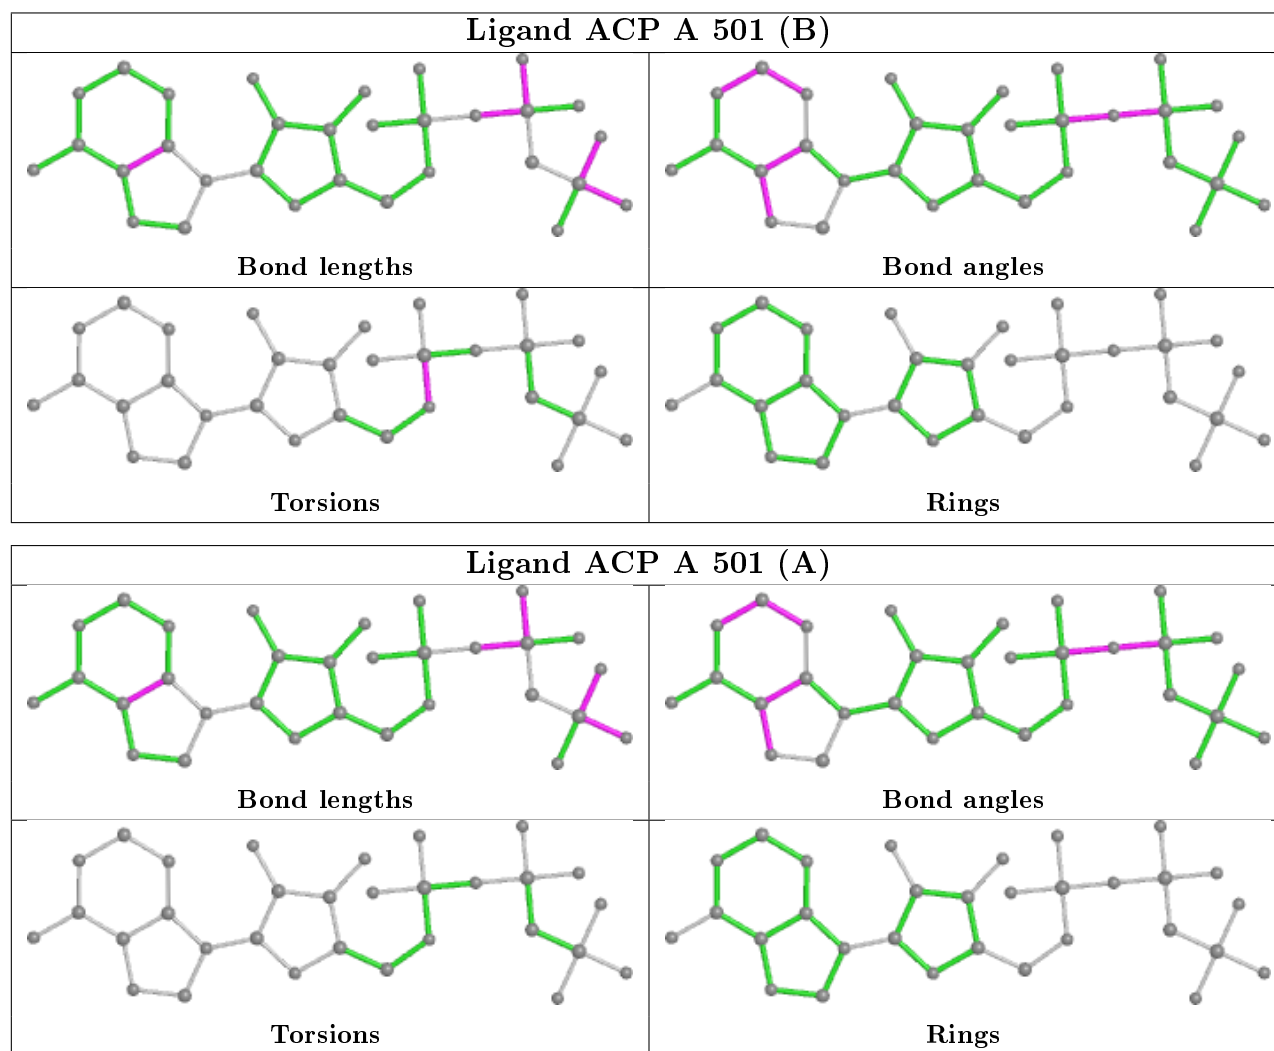 Ligand ACP A 501 (B)
Bond lengths
Bond angles
Torsions
Rings
Ligand ACP A 501 (A)
Bond lengths
Bond angles
Torsions
Rings